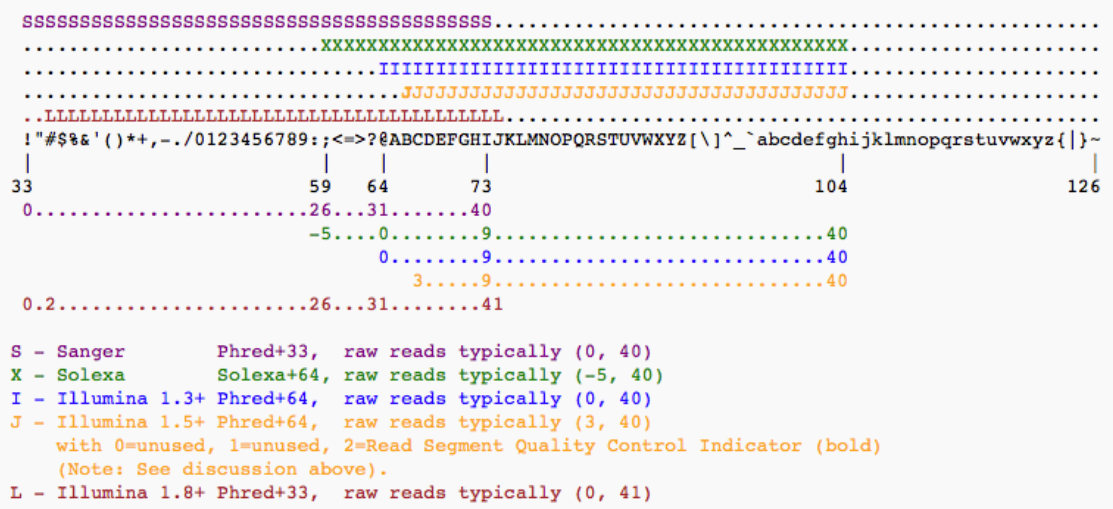 SSSSSSSSSSSSSSSSSSSSSSSSSSSSSSSSSSSSSSSSS.....................................................
..........................XXXXXXXXXXXXXXXXXXXXXXXXXXXXXXXXXXXXXXXXXXXXXX......................
...............................IIIIIIIIIIIIIIIIIIIIIIIIIIIIIIIIIIIIIIIII......................
.................................JJJJJJJJJJJJJJJJJJJJJJJJJJJJJJJJJJJJJJJ......................
..LLLLLLLLLLLLLLLLLLLLLLLLLLLLLLLLLLLLLLLL....................................................
!"#$%&'()*+,-./0123456789:;<=>?@ABCDEFGHIJKLMNOPQRSTUVWXYZ[\]^_`abcdefghijklmnopqrstuvwxyz{|}~
| | | | | |
33 59 64 73 104 126
0........................26...31.......40
-5....0........9.............................40
0........9.............................40
3.....9.............................40
0.2......................26...31........41
S - Sanger Phred+33, raw reads typically (0, 40)
X - Solexa Solexa+64, raw reads typically (-5, 40)
I - Illumina 1.3+ Phred+64, raw reads typically (0, 40)
J - Illumina 1.5+ Phred+64, raw reads typically (3, 40)
with 0=unused, 1=unused, 2=Read Segment Quality Control Indicator (bold)
(Note: See discussion above).
L - Illumina 1.8+ Phred+33, raw reads typically (0, 41)